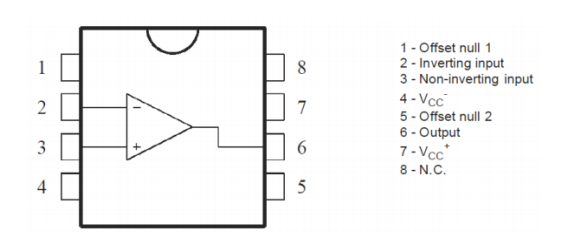 1
2
3
4
8
7
6
5
-
+
1 - Offset null 1
2 - Inverting input
3 - Non-inverting input
4 - VCC-
5 - Offset null 2
6 - Output
7 - VCC+
8 - N.C.